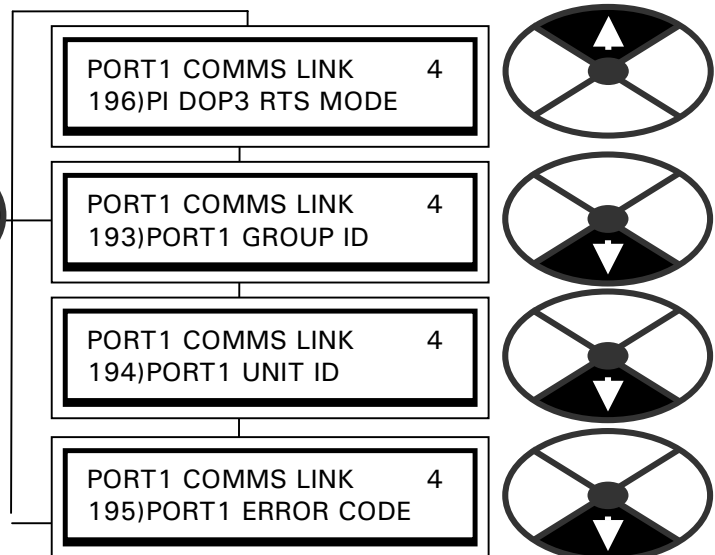 PORT1 COMMS LINK 4
196)PI DOP3 RTS MODE
PORT1 COMMS LINK 4
193)PORT1 GROUP ID
PORT1 COMMS LINK 4
194)PORT1 UNIT ID
PORT1 COMMS LINK 4
195)PORT1 ERROR CODE